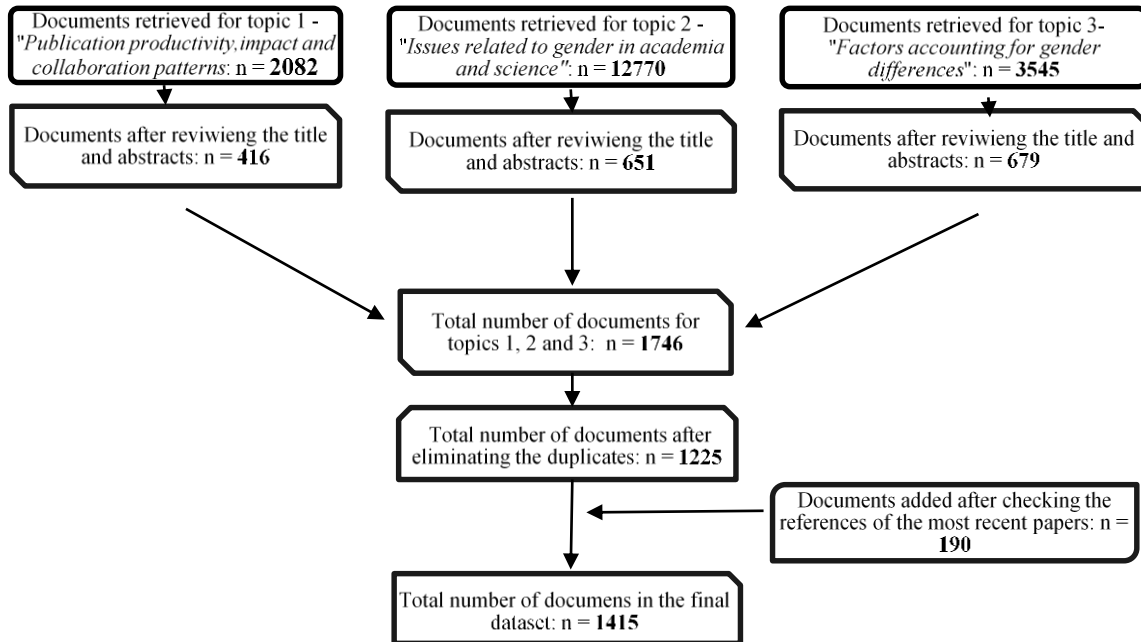 Documents retrieved for topic 1 -
"Publication productivity, impact and
collaboration patterns: n = 2082
Documents retrieved for topic 2 -
"Issues related to gender in academia
and science": n = 12770
Documents retrieved for topic 3-
"Factors accounting for gender
differences": n = 3545
Documents after reviwieng the title
and abstracts: n = 416
Documents after reviwieng the title
and abstracts: n = 651
Documents after reviwieng the title and
abstracts: n = 679
Total number of documents for
topics 1, 2 and 3: n = 1746
Total number of documents after
eliminating the duplicates: n = 1225
Documents added after checking the
references of the most recent papers: n =
190
Total number of documens in the final
dataset: n = 1415